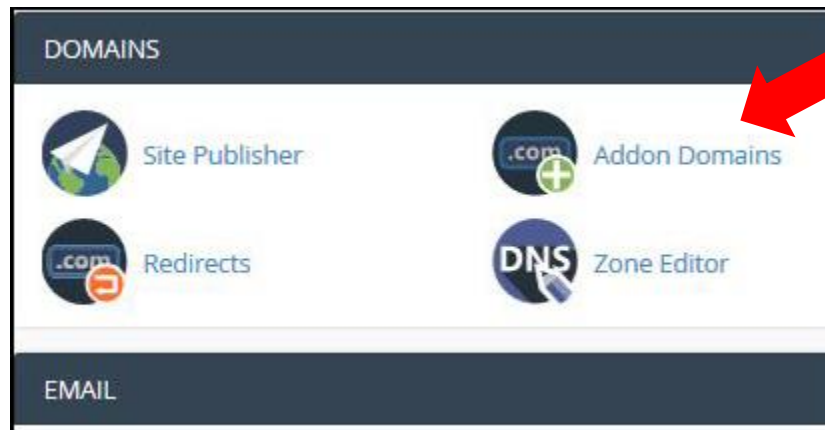 DOMAINS
Site Publisher
.com
Addon Domains
.com
Redirects
DNS
Zone Editor
EMAIL